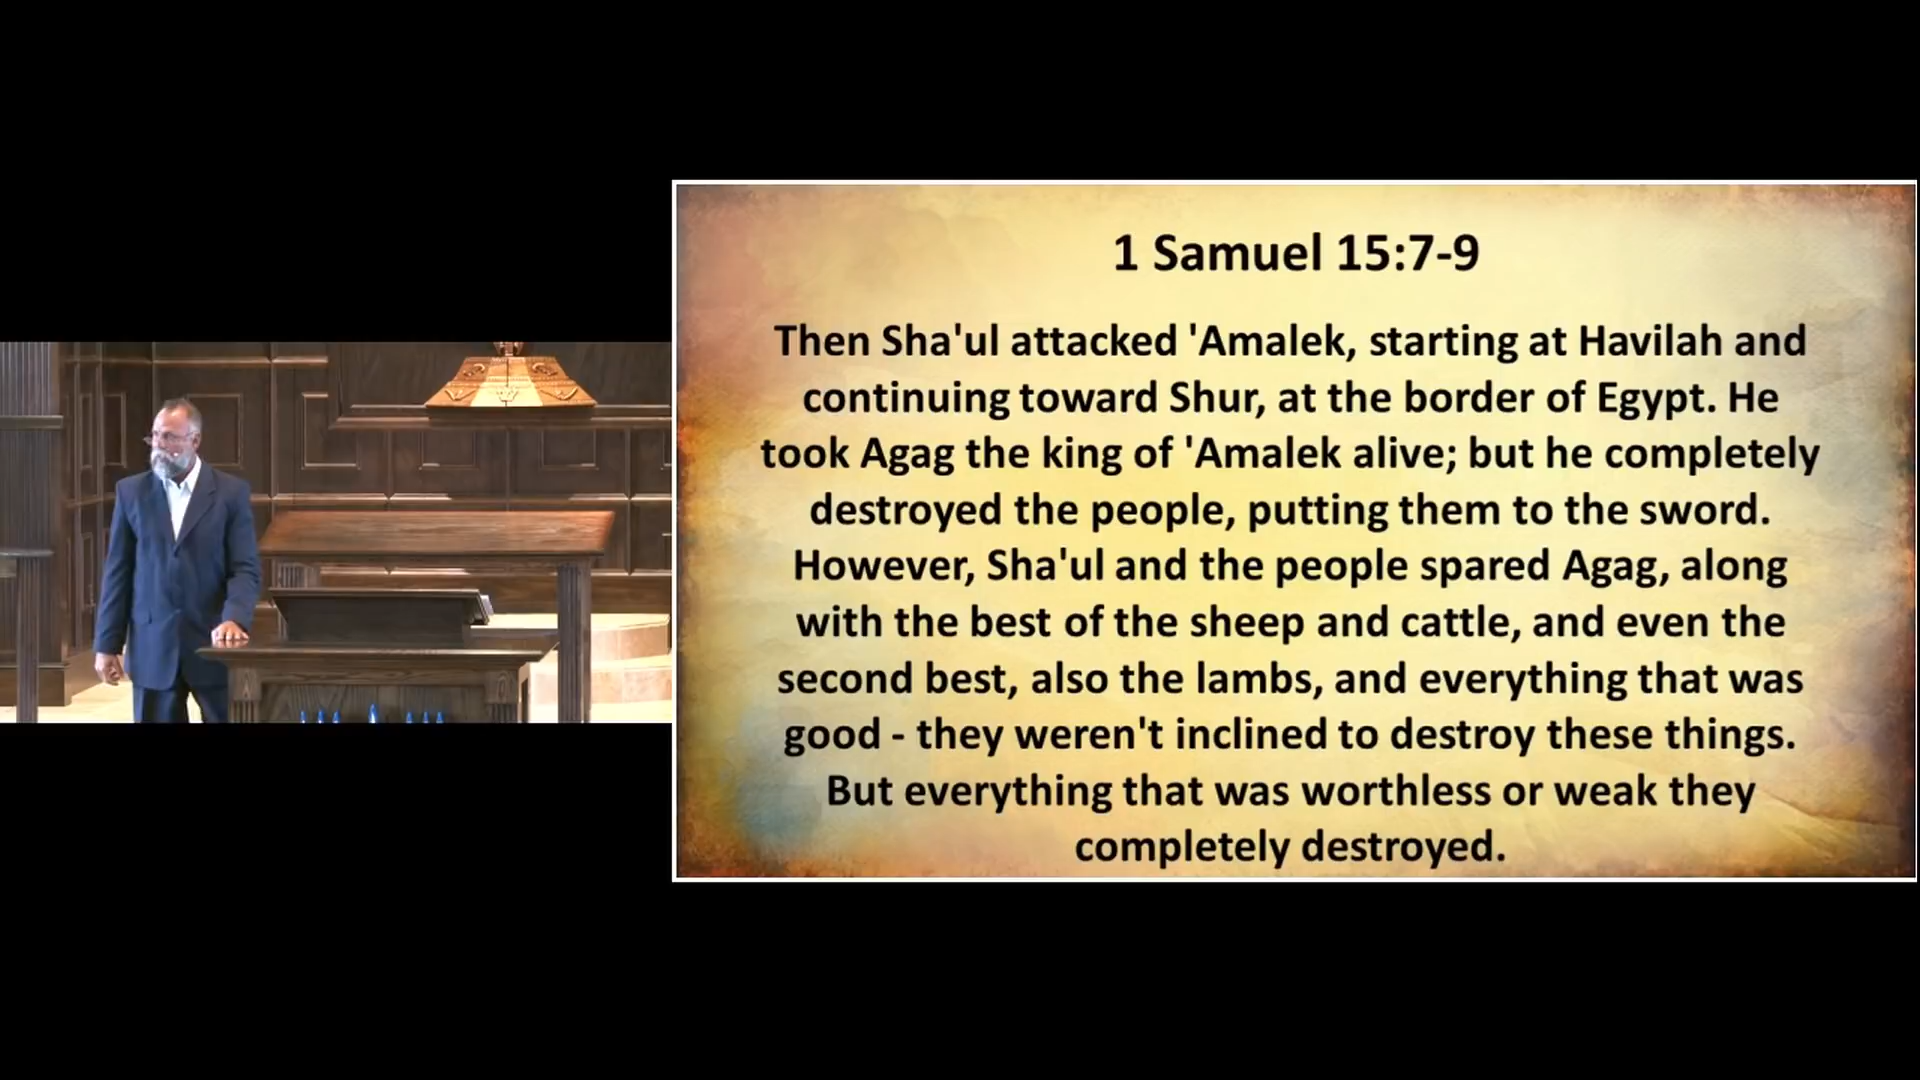 1 Samuel 15:7-9
Then Sha'ul attacked 'Amalek, starting at Havilah and
continuing toward Shur, at the border of Egypt. He
took Agag the king of 'Amalek alive; but he completely
destroyed the people, putting them to the sword.
However, Sha'ul and the people spared Agag, along
with the best of the sheep and cattle, and even the
second best, also the lambs, and everything that was
good - they weren't inclined to destroy these things.
But everything that was worthless or weak they
completely destroyed.